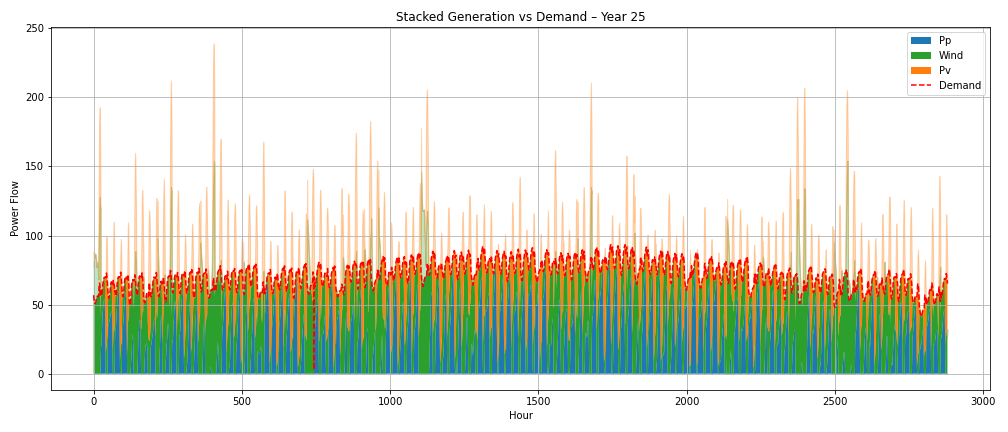 Stacked Generation vs Demand – Year 25
Power Flow
250
200
150
100
50
0
Pp
Wind
Pv
Demand
0
500
1000
1500
2000
2500
3000
Hour